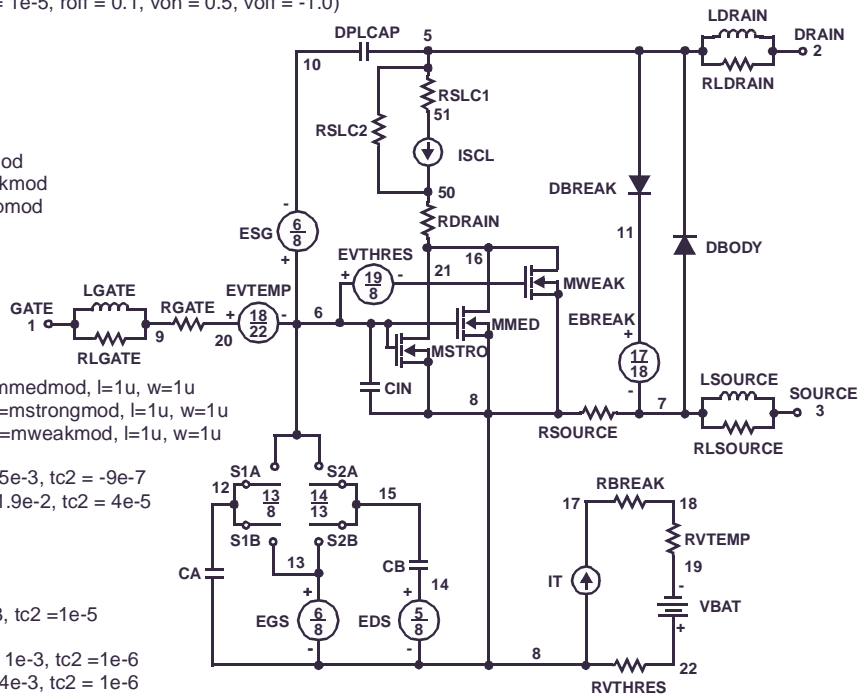 = 1e-5, roff = 0.1, von = 0.5, voff = -1.0)
LDRAIN
DPLCAP 5 DRAIN
10 2
RSLC1 RLDRAIN
51
RSLC2
ISCL
od
kmod
omod
50 DBREAK
RDRAIN
ESG 6/8 11
DBODY
EVTHRES 16
+ 19/8 - 21 MWEAK
LGATE EVTEMP
GATE RGATE + 18/22 - 6 MMED EBREAK
1 9 20 MSTRO +
RLGATE 17/18
-
mmedmod, l=1u, w=1u CIN LSOURCE
=mstrongmod, l=1u, w=1u 8 7 SOURCE
=mweakmod, l=1u, w=1u 3
RSOURCE RLSOURCE
5e-3, tc2 = -9e-7
1.9e-2, tc2 = 4e-5
S1A S2A RBREAK
12 13/8 14/13 15 17 18
S1B S2B RVTEMP
13 CB 19
CA 14 IT -
+ + VBAT
3, tc2 =1e-5 EGS 6/8 EDS 5/8 +
- - 8 22
1e-3, tc2 =1e-6
4e-3, tc2 = 1e-6 RVTHRES